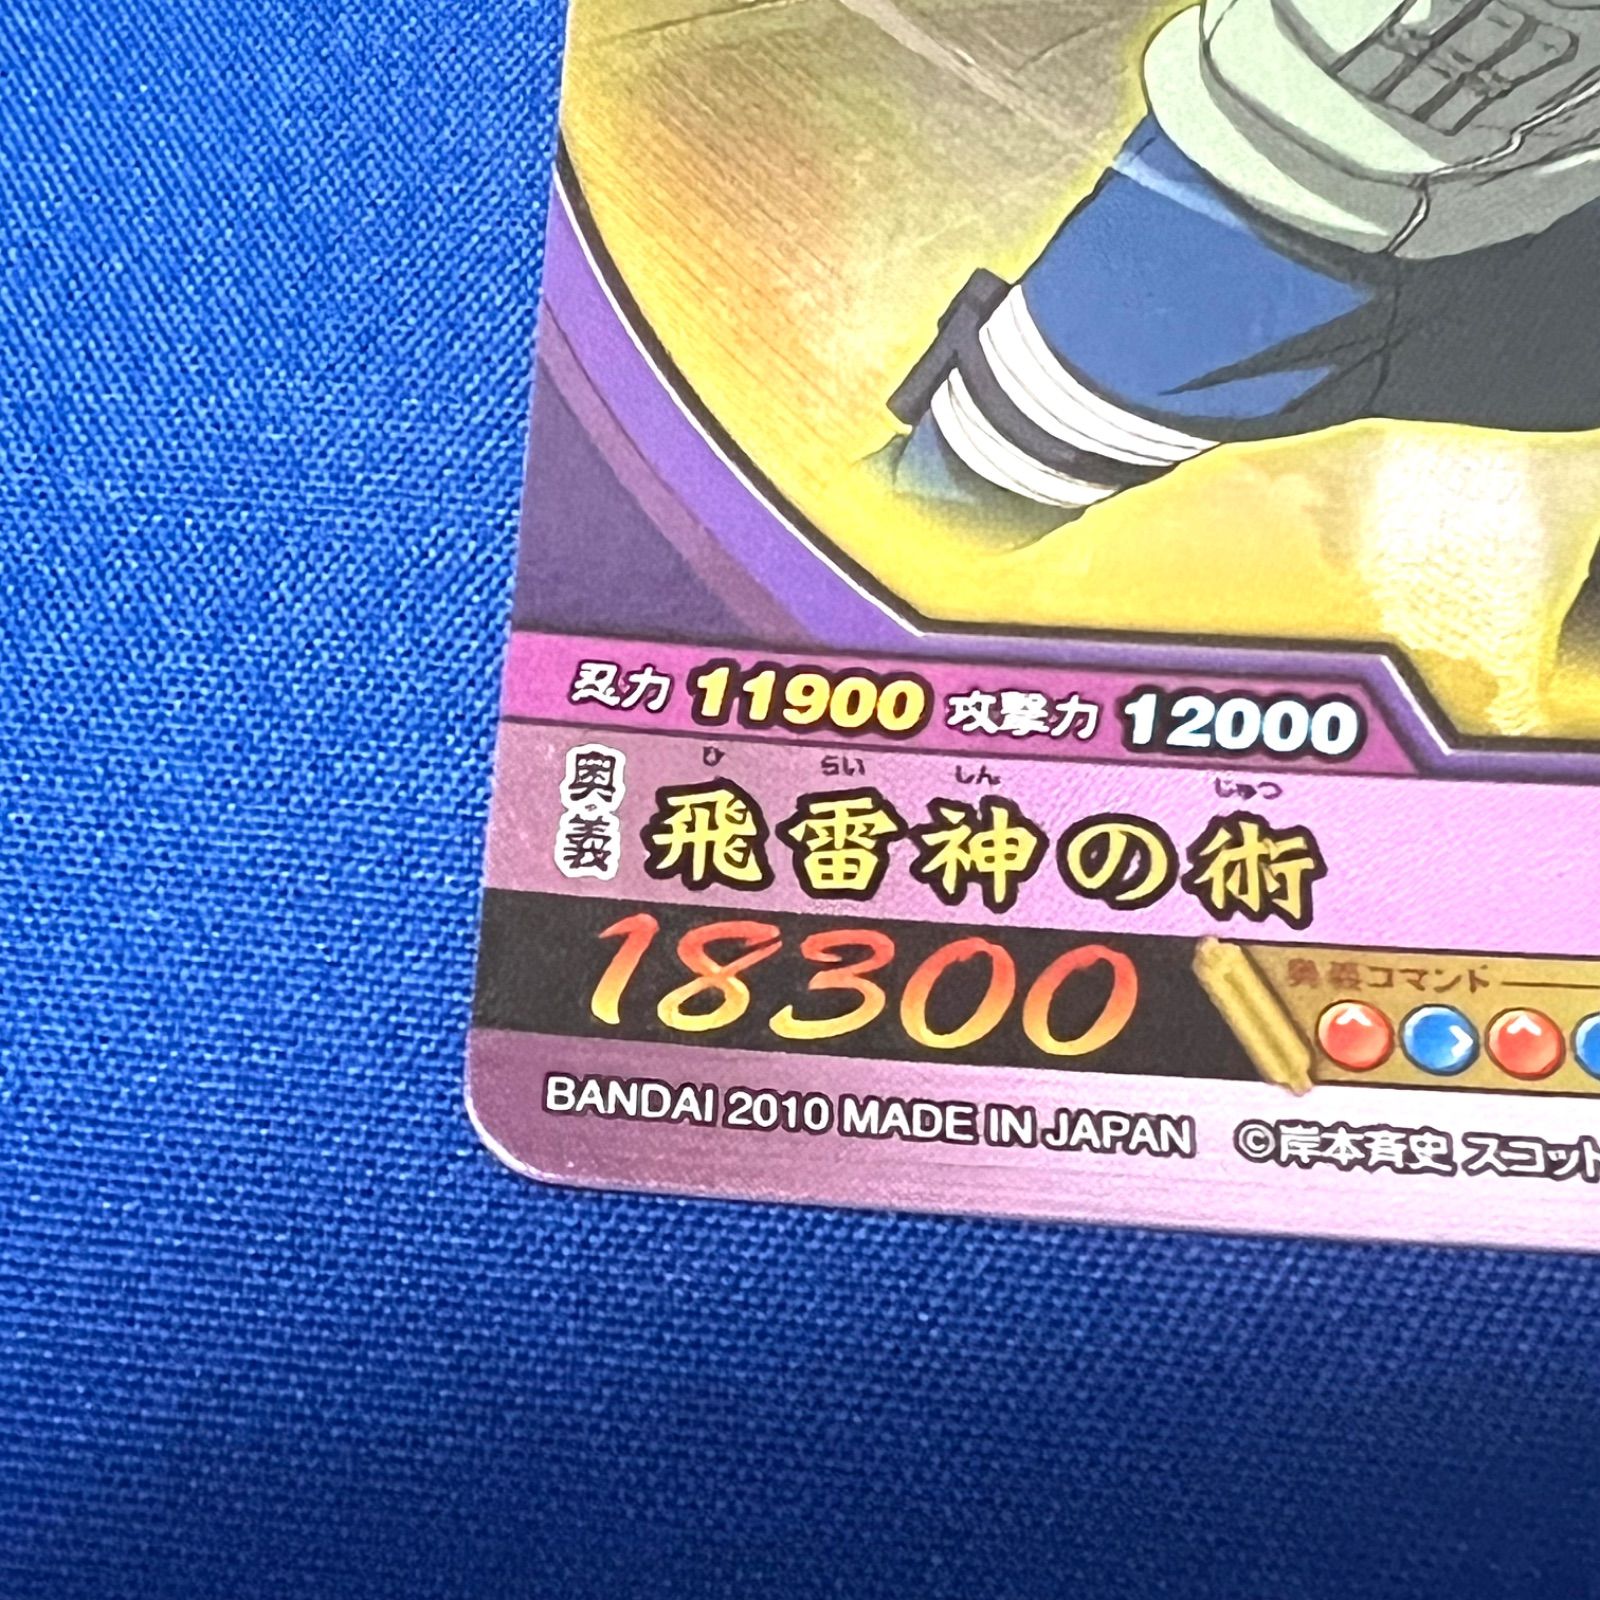 忍力 11900 攻撃力 12000
奥義
ひ らい しん じゅつ
飛雷神の術
18300
奥義コマンド
BANDAI 2010 MADE IN JAPAN ©岸本斉史 スコット